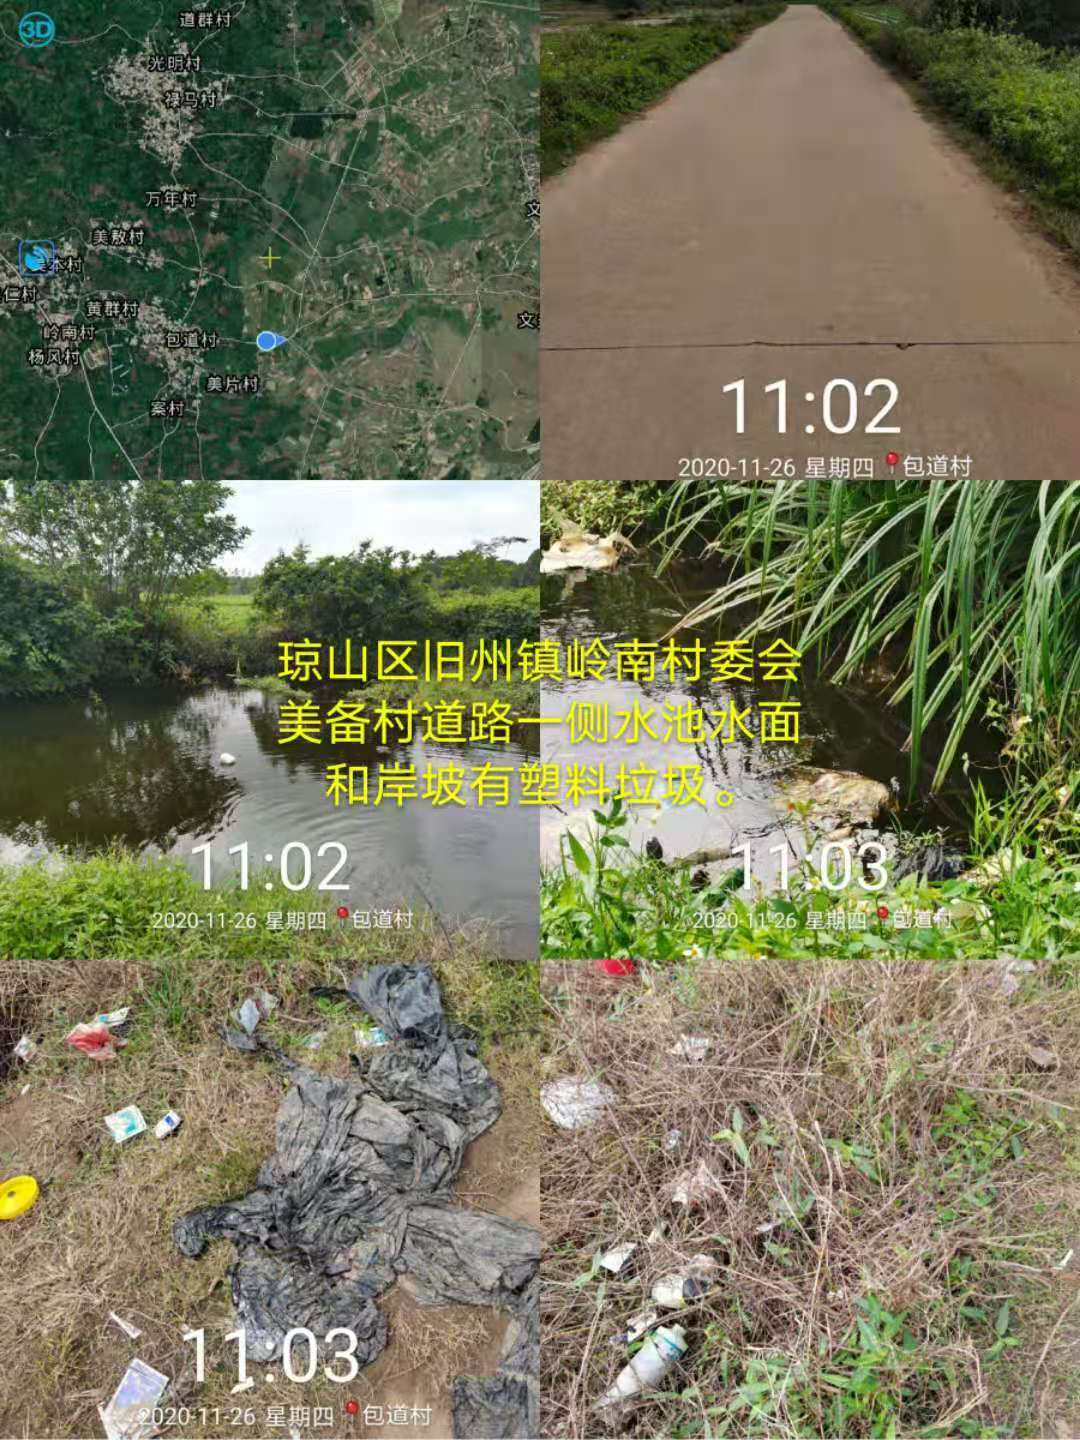 3D
道群村
光明村
禄马村
万年村
文
美敖村
本村
仁村
黄群村
岭南村
包道村
文
杨风村
美片村
案村
11:02
2020-11-26 星期四 包道村
琼山区旧州镇岭南村委会
美备村道路一侧水池水面
和岸坡有塑料垃圾。
11:02
2020-11-26 星期四 包道村
11:03
2020-11-26 星期四 包道村
11:03
2020-11-26 星期四 包道村